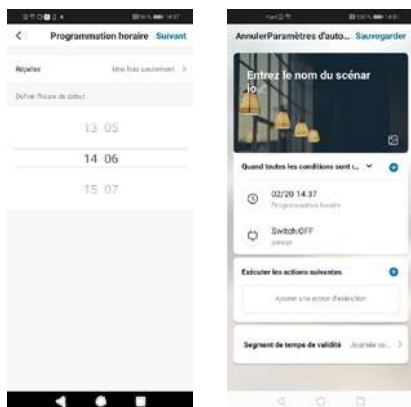 Programmation horaire Suivant
Répéter Une fois seulement >
Définir l'heure de début
13 05
14 06
15 07
AnnulerParamètres d'auto... Sauvegarder
Entrez le nom du scénar
io
Quand toutes les conditions sont r...
02/20 14:37
Programmation horaire
Switch:OFF
Exécuter les actions suivantes
Ajouter une action d'exécution
Segment de temps de validité Journée co... >